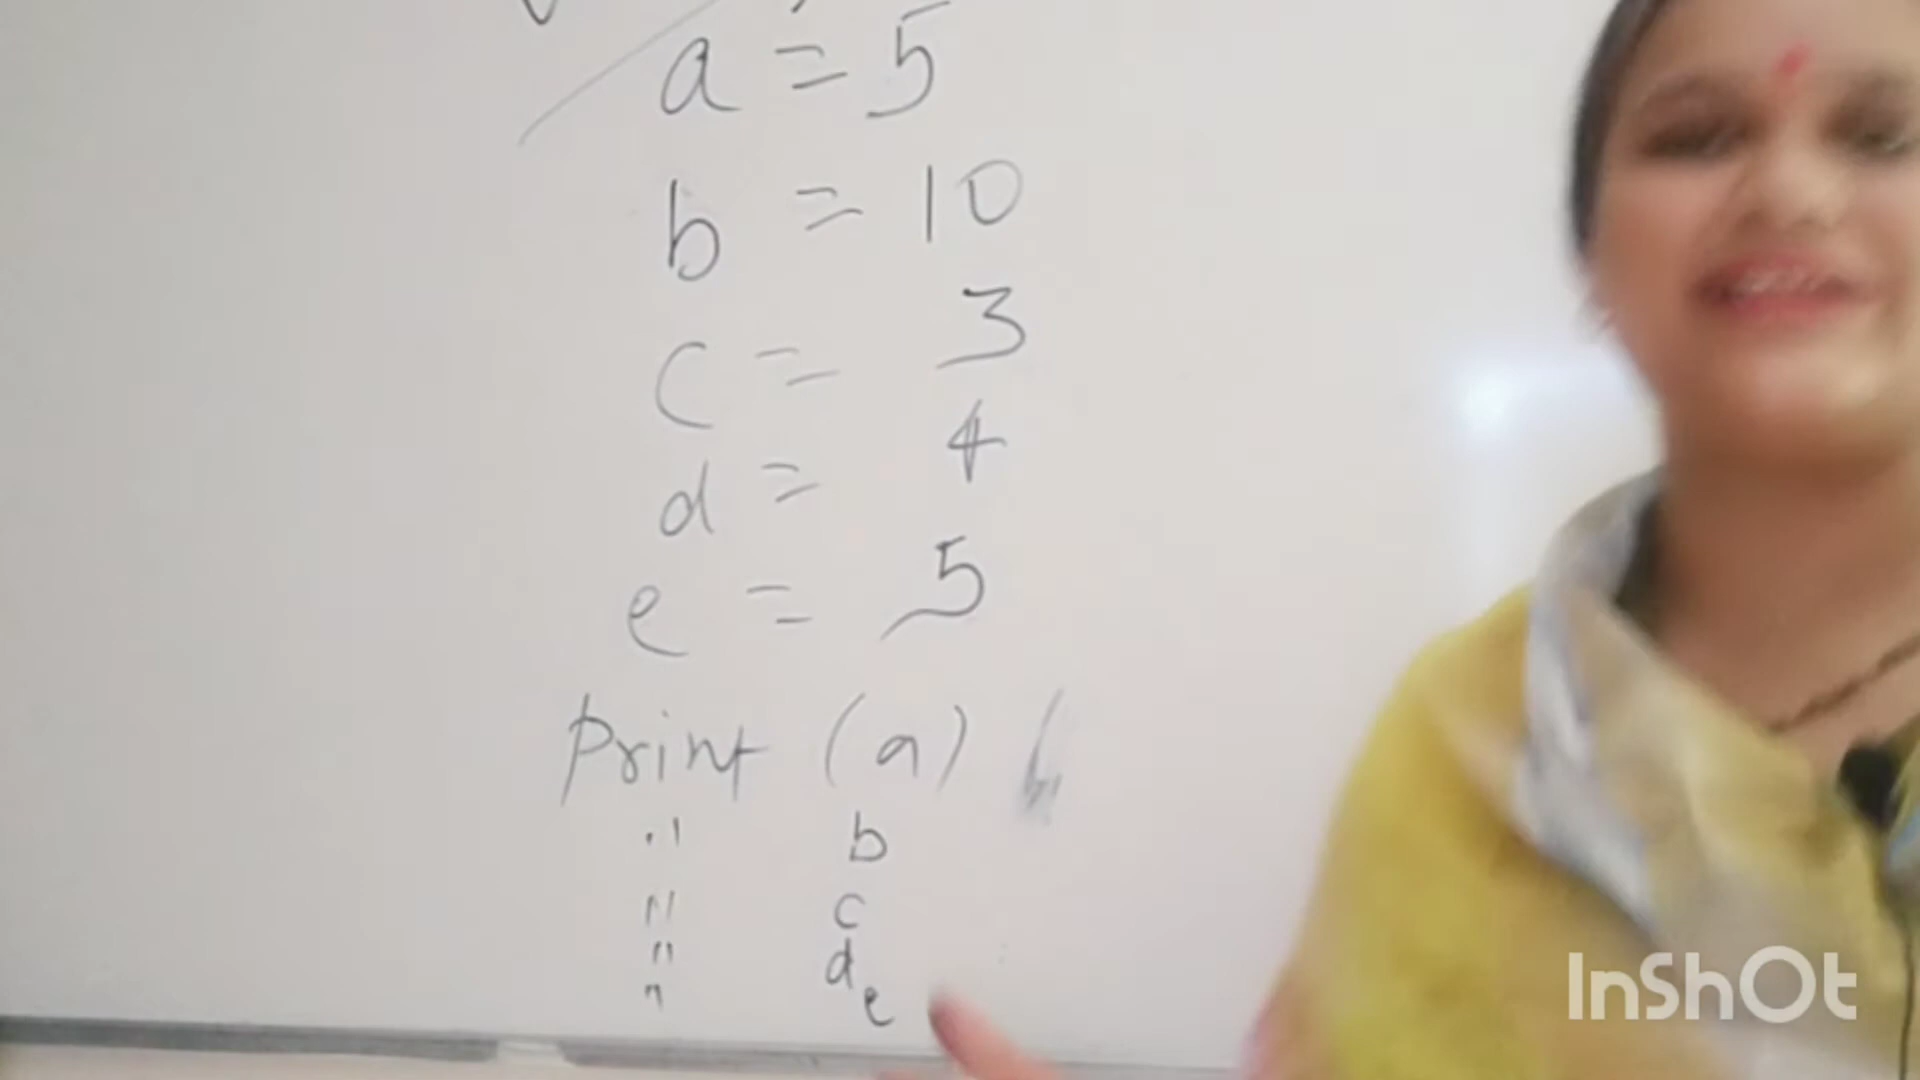 a = 5
b = 10
c = 3
d = 4
e = 5
Print (a)
" b
" c
" d
" e
InShOt